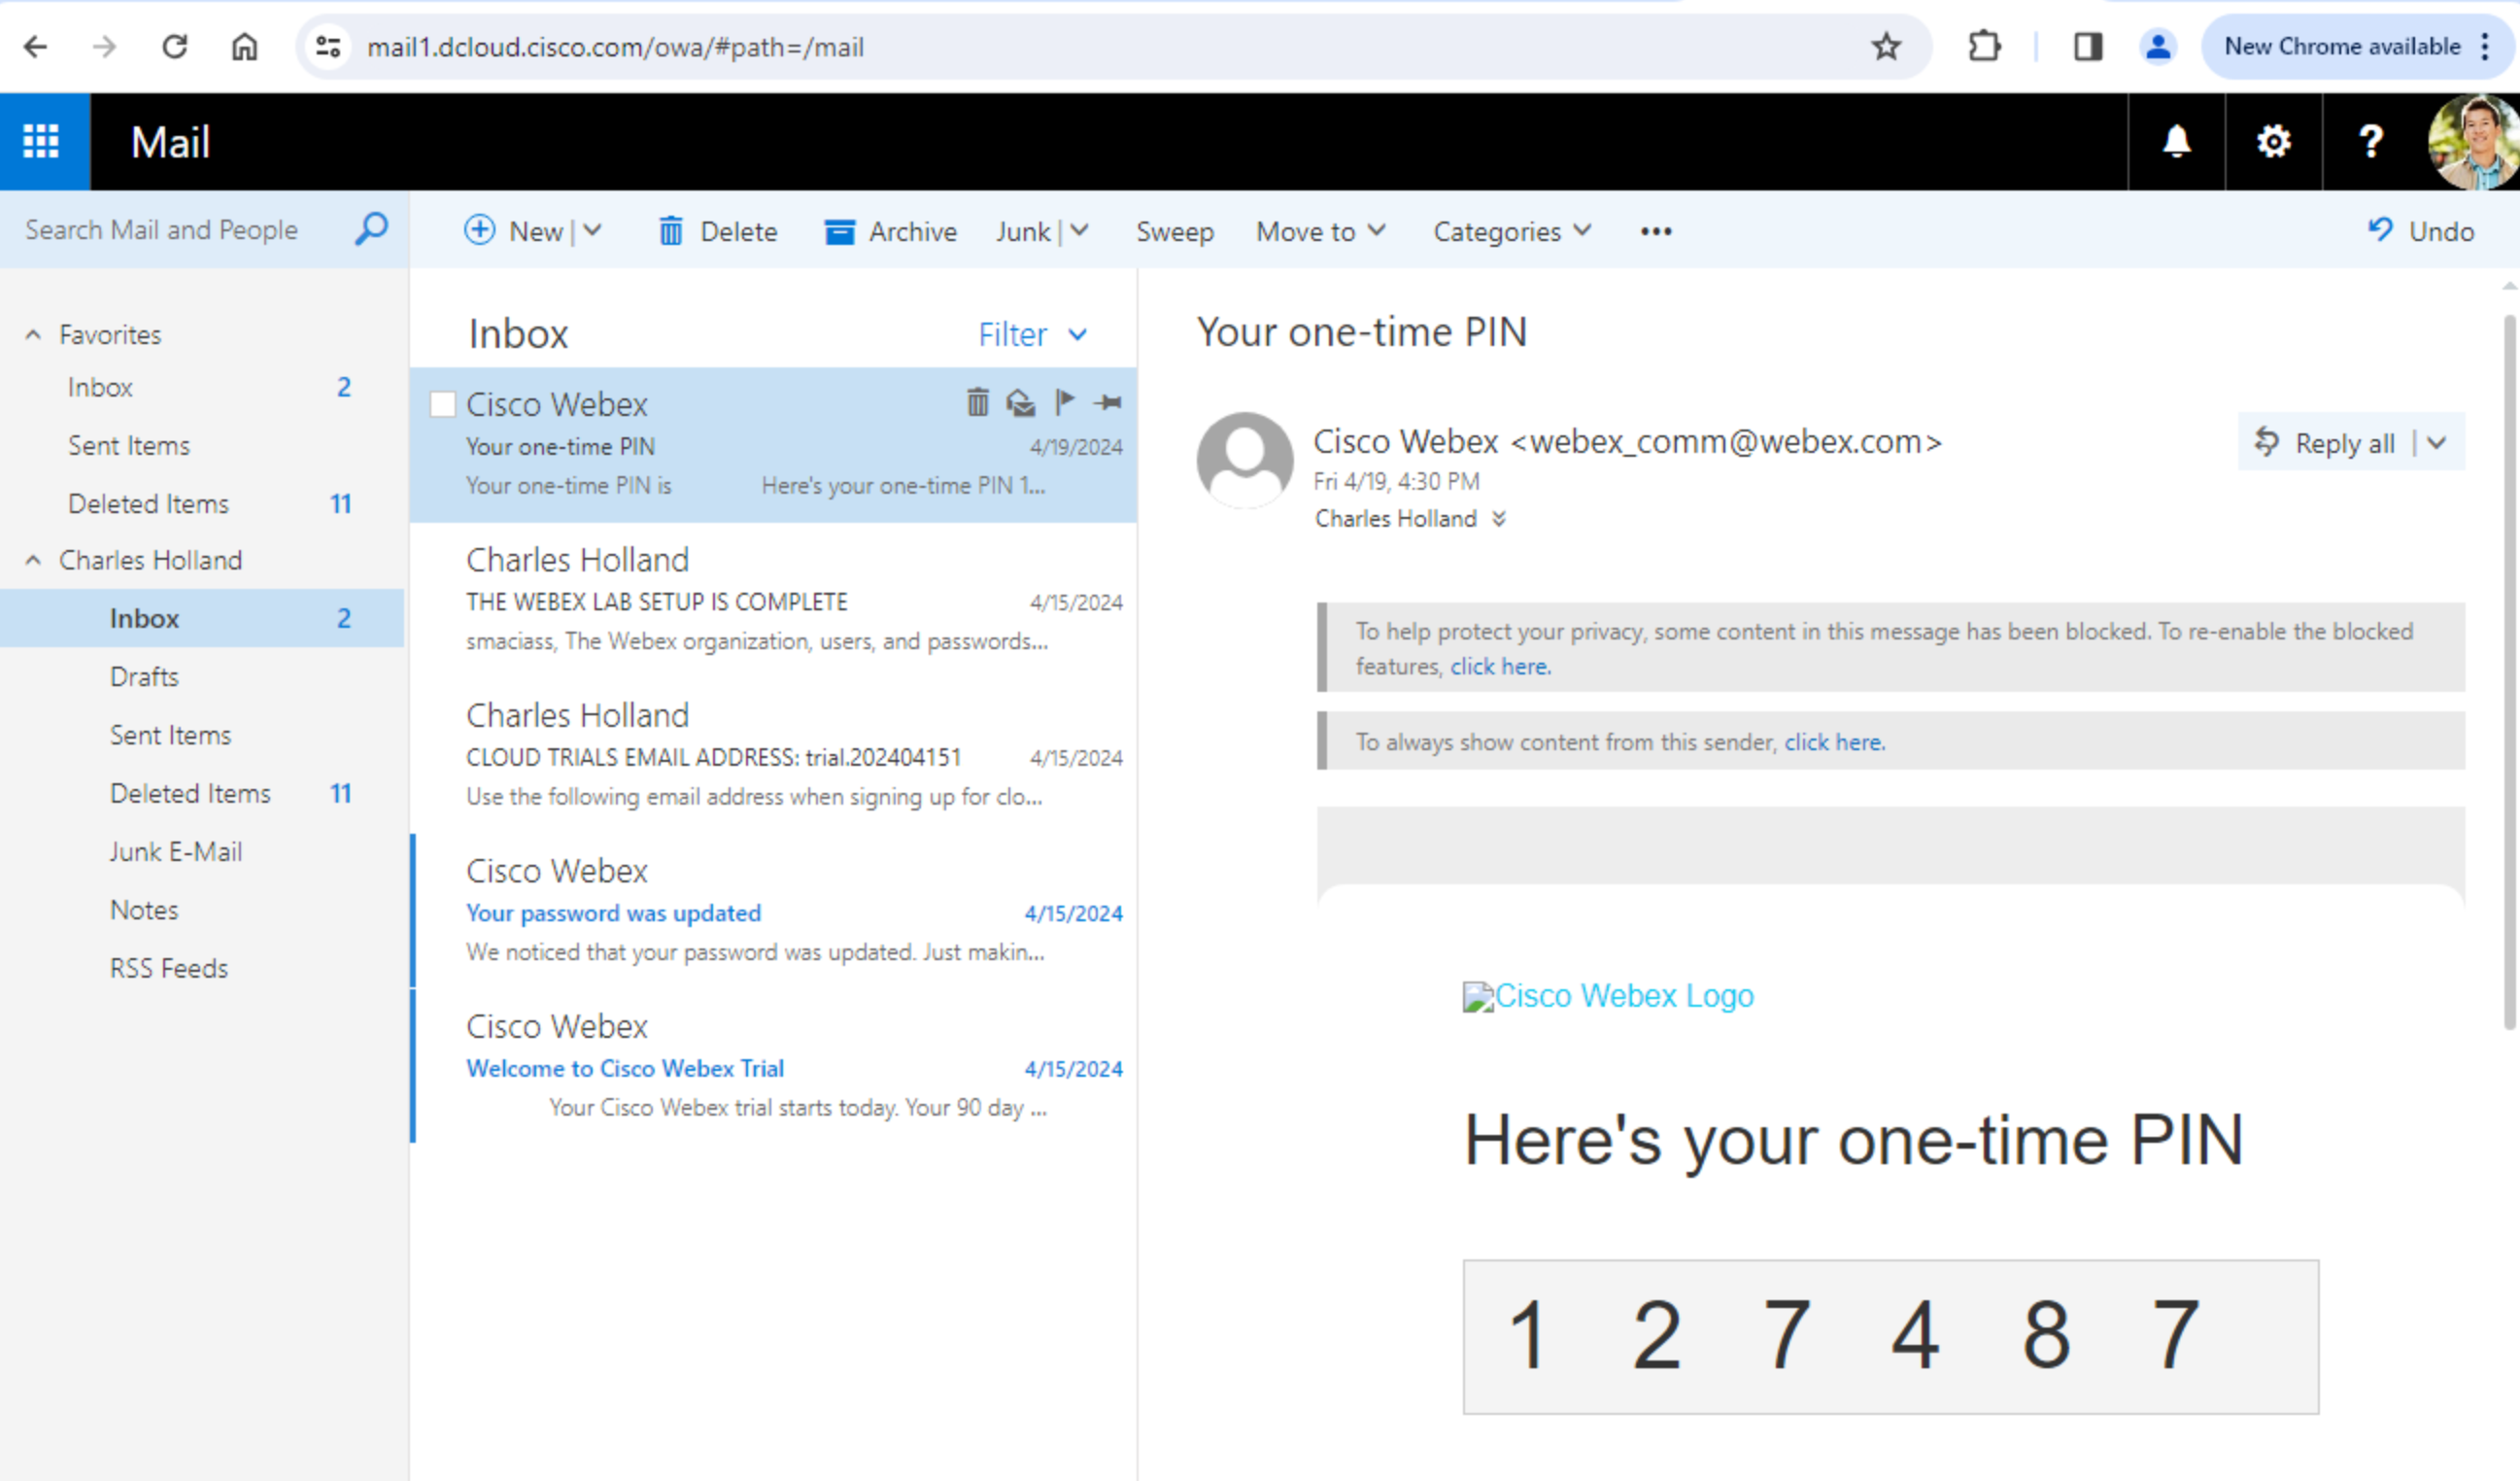 mail1.dcloud.cisco.com/owa/#path=/mail
New Chrome available
Mail
?
Search Mail and People
New
Delete
Archive
Junk
Sweep
Move to
Categories
Undo
Favorites
Inbox 2
Sent Items
Deleted Items 11
Charles Holland
Inbox 2
Drafts
Sent Items
Deleted Items 11
Junk E-Mail
Notes
RSS Feeds
Inbox
Filter
Cisco Webex
Your one-time PIN 4/19/2024
Your one-time PIN is Here's your one-time PIN 1...
Charles Holland
THE WEBEX LAB SETUP IS COMPLETE 4/15/2024
smaciass, The Webex organization, users, and passwords...
Charles Holland
CLOUD TRIALS EMAIL ADDRESS: trial.202404151 4/15/2024
Use the following email address when signing up for clo...
Cisco Webex
Your password was updated 4/15/2024
We noticed that your password was updated. Just makin...
Cisco Webex
Welcome to Cisco Webex Trial 4/15/2024
Your Cisco Webex trial starts today. Your 90 day ...
Your one-time PIN
Cisco Webex <webex_comm@webex.com>
Reply all
Fri 4/19, 4:30 PM
Charles Holland
To help protect your privacy, some content in this message has been blocked. To re-enable the blocked
features, click here.
To always show content from this sender, click here.
Cisco Webex Logo
Here's your one-time PIN
1 2 7 4 8 7